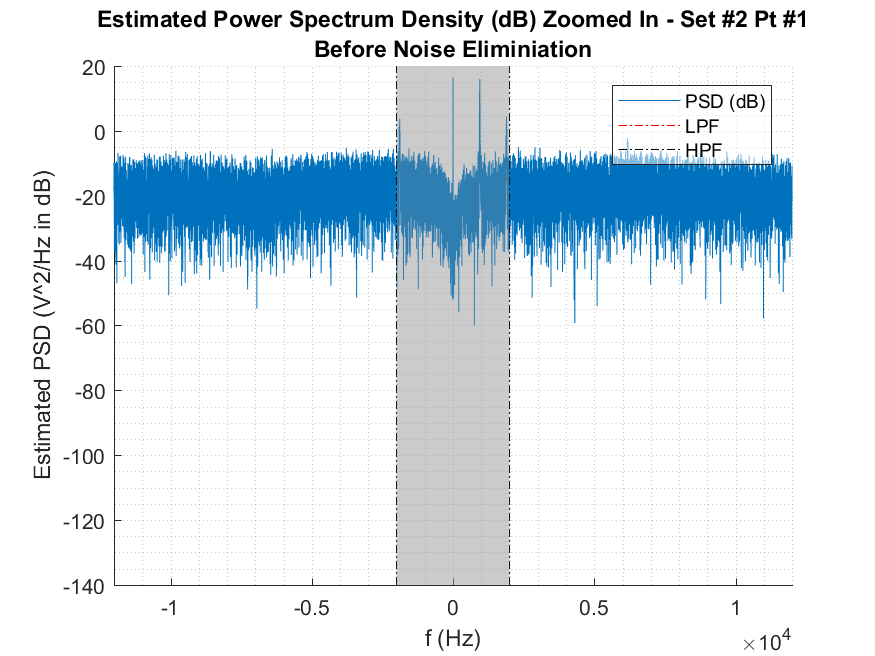 Estimated Power Spectrum Density (dB) Zoomed In - Set #2 Pt #1
Before Noise Eliminiation
20
0
-20
-40
-60
-80
-100
-120
-140
Estimated PSD (V^2/Hz in dB)
PSD (dB)
LPF
HPF
-1
-0.5
0
0.5
1
f (Hz)
×10^4